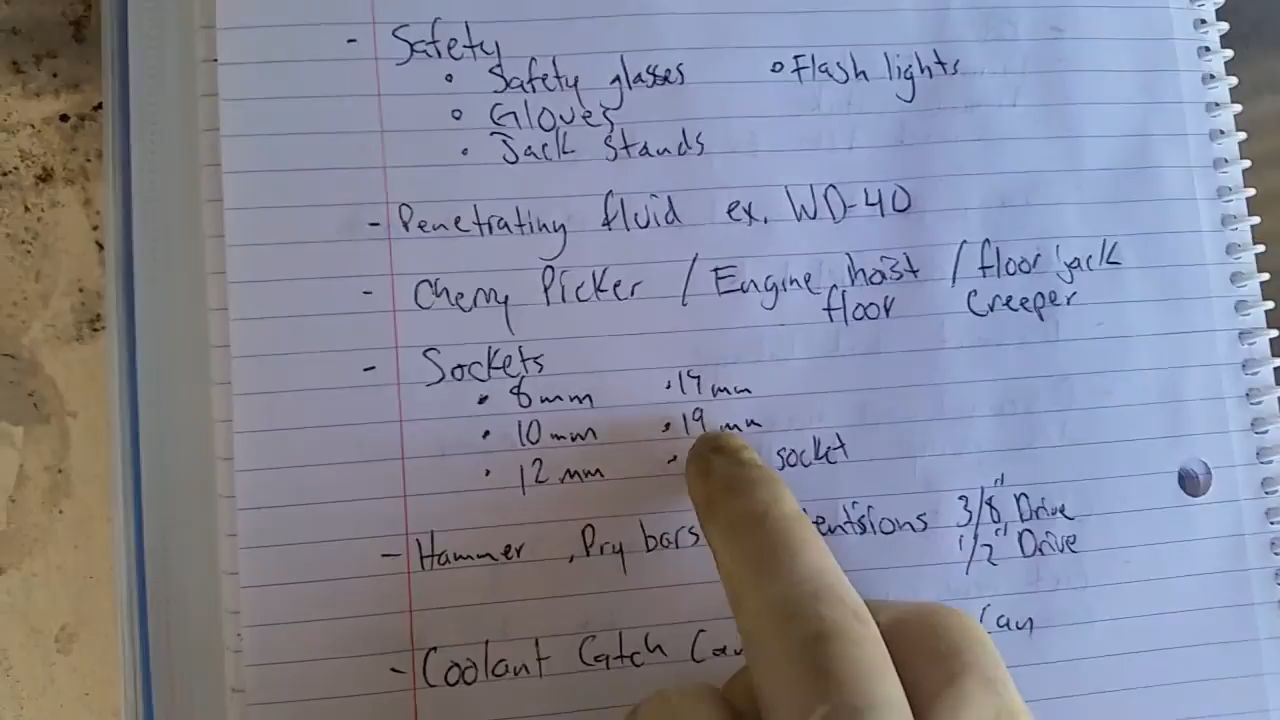 - Safety
• Safety glasses • Flash lights
• Gloves
• Jack Stands
- Penetrating fluid ex. WD-40
- Cherry Picker / Engine hoist / floor jack
floor creeper
- Sockets
• 8mm • 14mm
• 10mm • 19mm
• 12mm • socket
- Hammer, Pry bars 3/8" Drive
1/2" Drive
- Coolant Catch Can